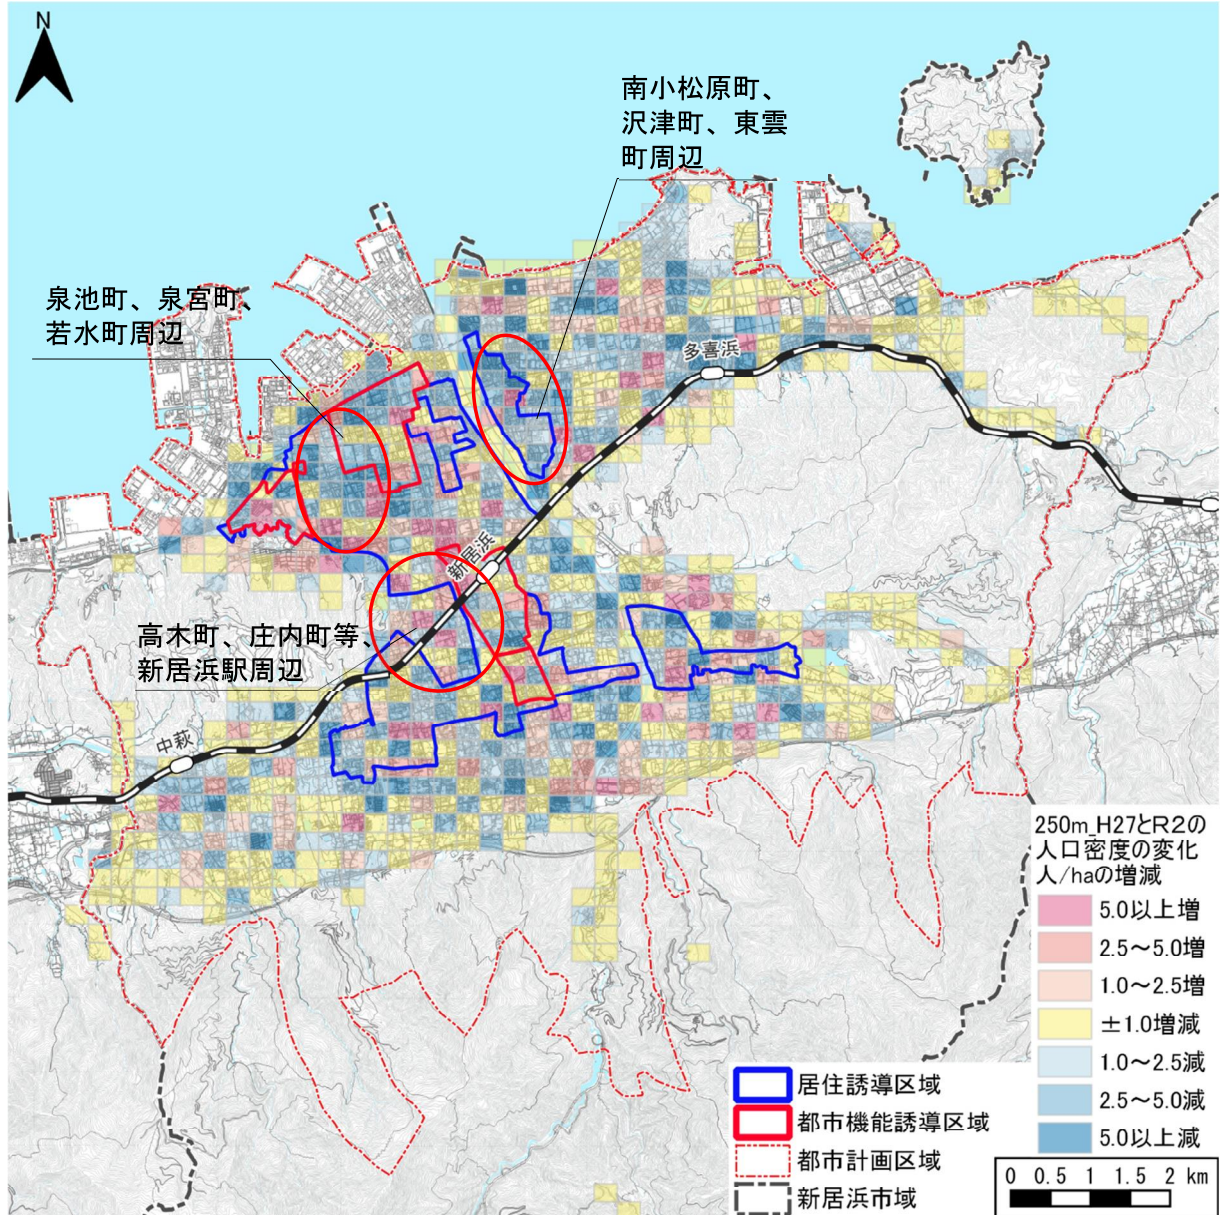 N
南小松原町、
沢津町、東雲
町周辺
泉池町、泉宮町、
若水町周辺
多喜浜
新居浜
高木町、庄内町等、
新居浜駅周辺
中萩
250m_H27とR2の
人口密度の変化
人/haの増減
5.0以上増
2.5～5.0増
1.0～2.5増
±1.0増減
1.0～2.5減
2.5～5.0減
5.0以上減
居住誘導区域
都市機能誘導区域
都市計画区域
新居浜市域
0 0.5 1 1.5 2 km